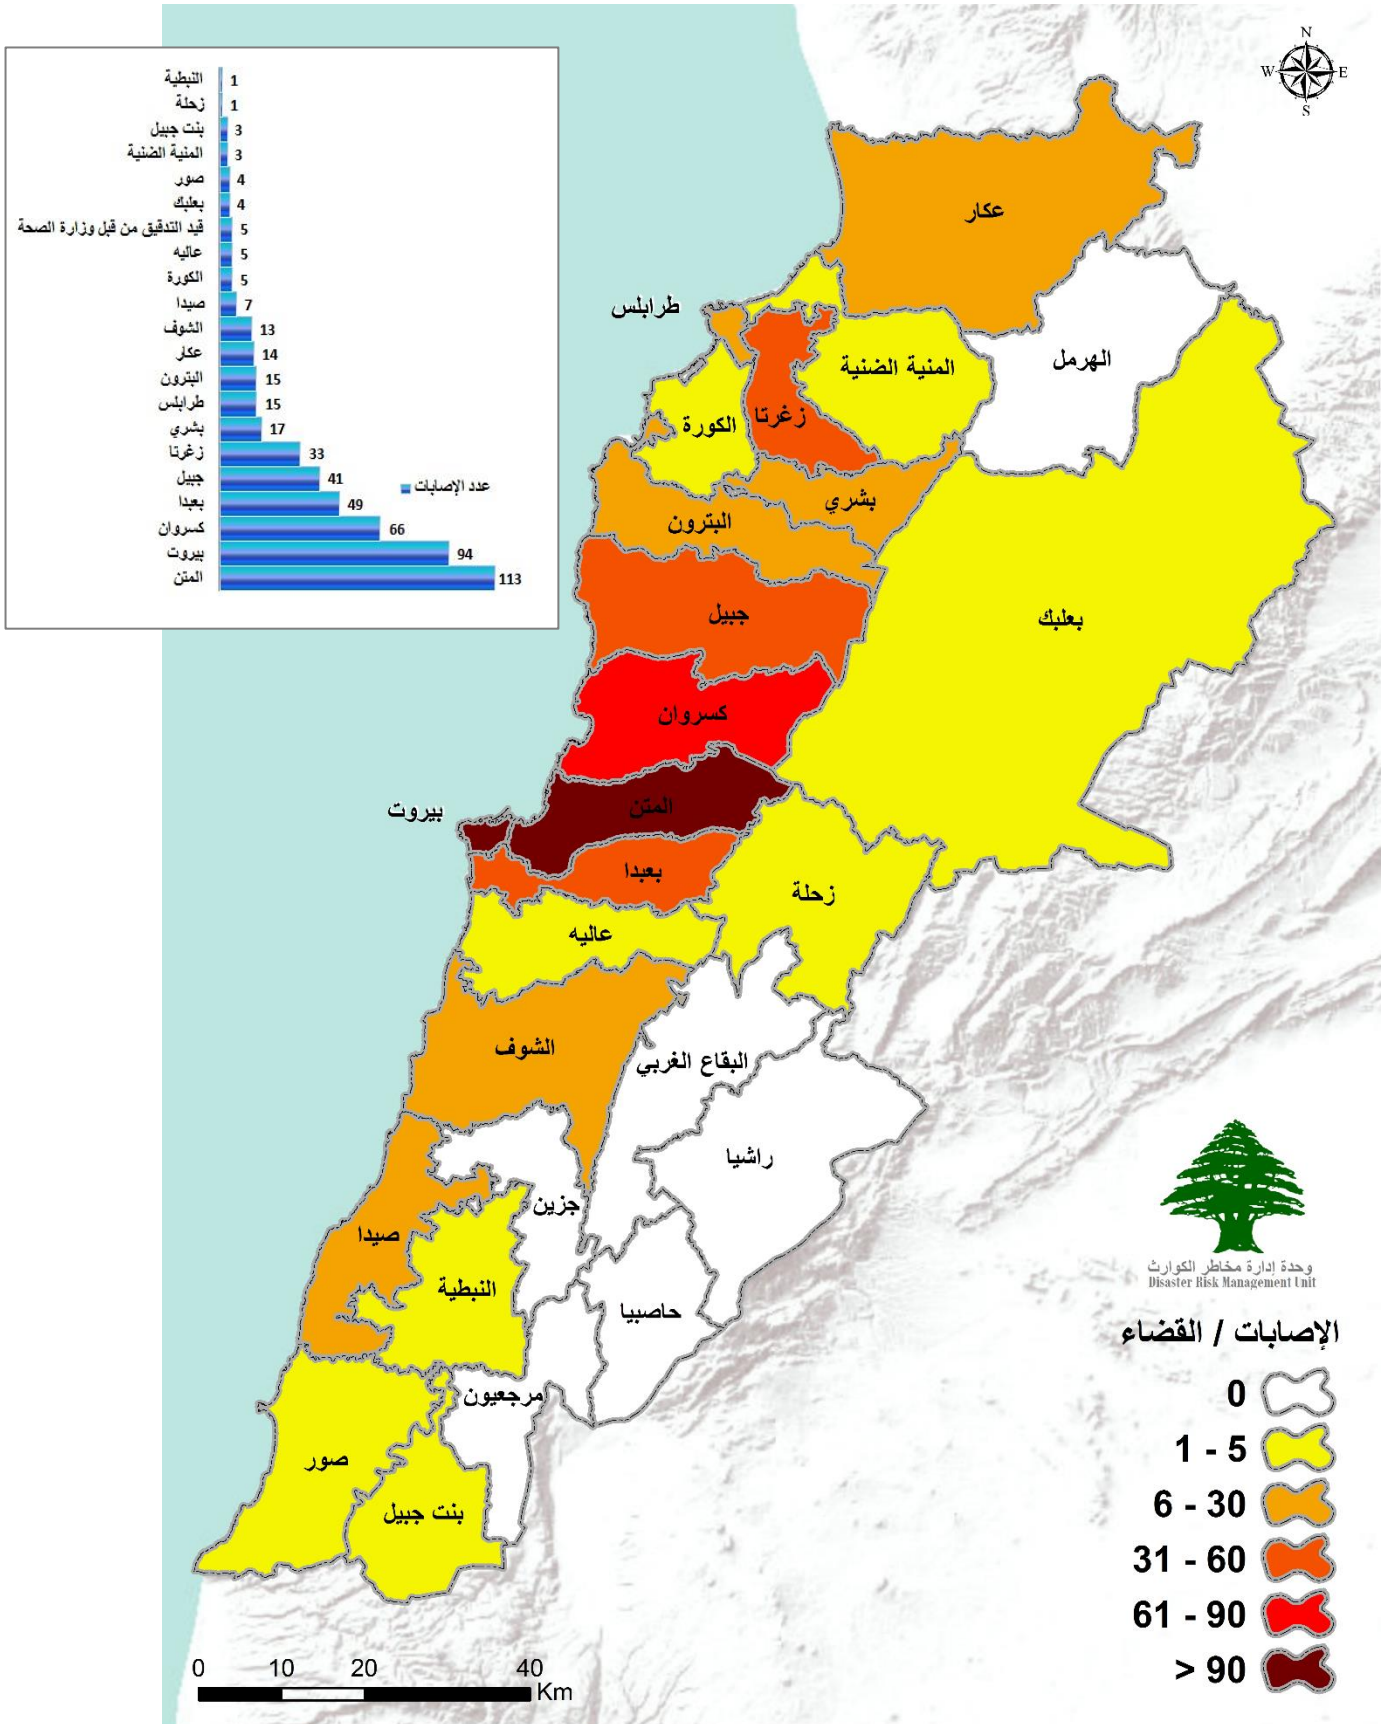 N
W
E
S
النبطية 1
زحلة 1
بنت جبيل 3
المنية الضنية 3
صور 4
بعلبك 4
قيد التدقيق من قبل وزارة الصحة 5
عاليه 5
الكورة 5
صيدا 7
الشوف 13
عكار 14
البترون 15
طرابلس 15
بشري 17
زغرتا 33
جبيل 41
بعبدا 49
كسروان 66
بيروت 94
المتن 113
عدد الإصابات
عكار
طرابلس
الهرمل
المنية الضنية
زغرتا
الكورة
بشري
البترون
جبيل
بعلبك
كسروان
المتن
بيروت
بعبدا
زحلة
عاليه
الشوف
البقاع الغربي
راشيا
جزين
صيدا
النبطية
حاصبيا
مرجعيون
صور
بنت جبيل
وحدة إدارة مخاطر الكوارث
Disaster Risk Management Unit
الإصابات / القضاء
0
1 - 5
6 - 30
31 - 60
61 - 90
> 90
0 10 20 40
Km